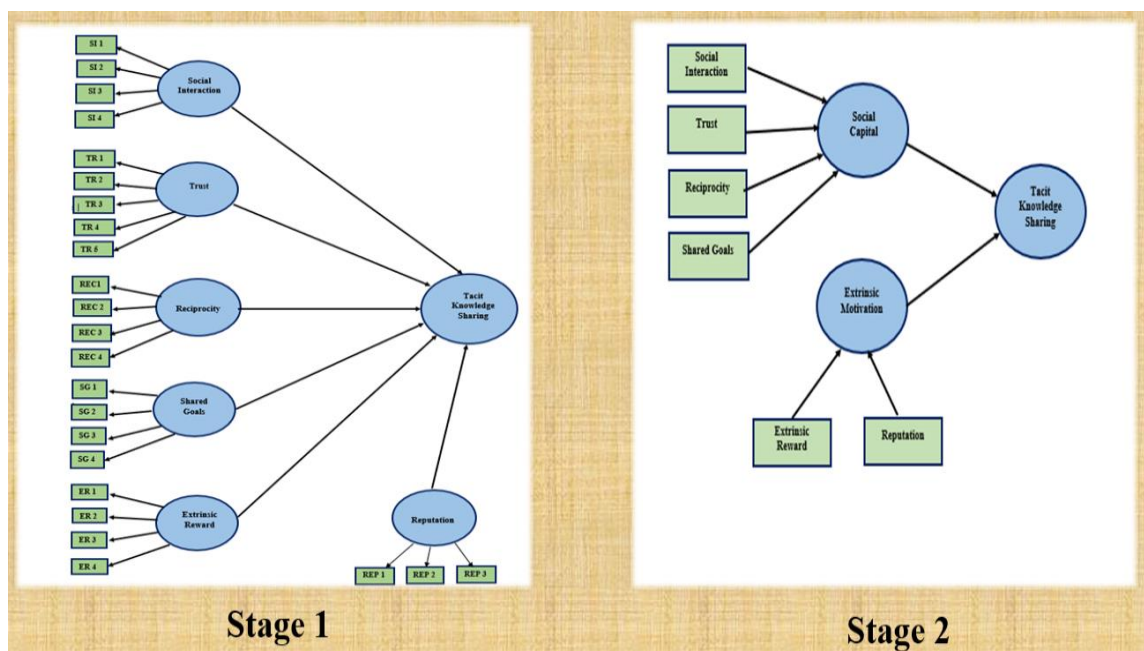 SI 1
SI 2
SI 3
SI 4
Social
Interaction
TR 1
TR 2
TR 3
TR 4
TR 5
Trust
REC1
REC 2
REC 3
REC 4
Reciprocity
SG 1
SG 2
SG 3
SG 4
Shared
Goals
ER 1
ER 2
ER 3
ER 4
Extrinsic
Reward
Tacit
Knowledge
Sharing
Reputation
REP 1
REP 2
REP 3
Stage 1
Social
Interaction
Trust
Reciprocity
Shared Goals
Social
Capital
Tacit
Knowledge
Sharing
Extrinsic
Motivation
Extrinsic
Reward
Reputation
Stage 2